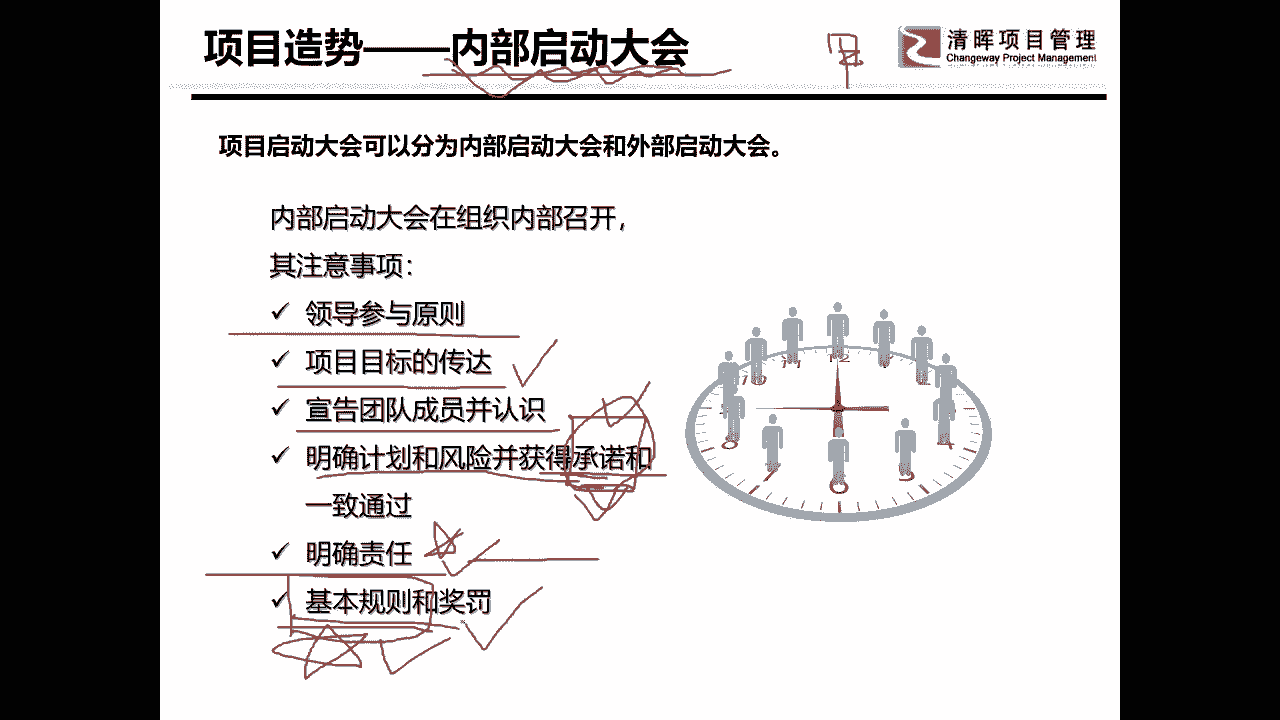 项目造势——内部启动大会
清晖项目管理
Changeway Project Management
项目启动大会可以分为内部启动大会和外部启动大会。
内部启动大会在组织内部召开，
其注意事项：
✓ 领导参与原则
✓ 项目目标的传达
✓ 宣告团队成员并认识
✓ 明确计划和风险并获得承诺和
一致通过
✓ 明确责任
✓ 基本规则和奖罚